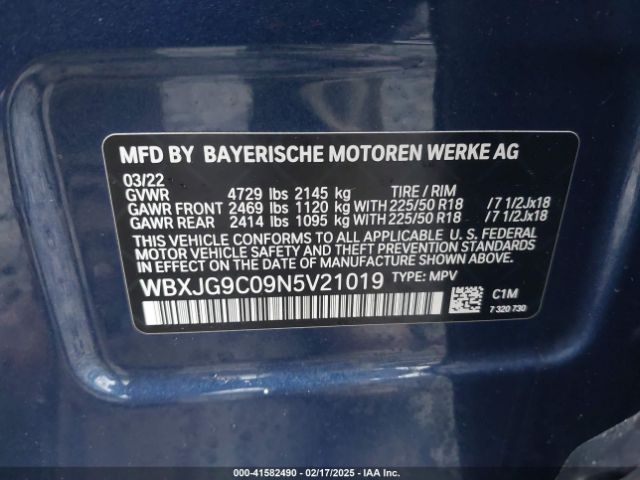 MFD BY BAYERISCHE MOTOREN WERKE AG
03/22
GVWR 4729 lbs 2145 kg TIRE / RIM
GAWR FRONT 2469 lbs 1120 kg WITH 225/50 R18 /7 1/2Jx18
GAWR REAR 2414 lbs 1095 kg WITH 225/50 R18 /7 1/2Jx18
THIS VEHICLE CONFORMS TO ALL APPLICABLE U. S. FEDERAL
MOTOR VEHICLE SAFETY, BUMPER, AND THEFT PREVENTION
STANDARDS IN EFFECT ON THE DATE OF MANUFACTURE SHOWN ABOVE.
WBXJG9C09N5V21019 TYPE: MPV
C1M
7 320 730
000-41582490 - 02/17/2025 - IAA, Inc.